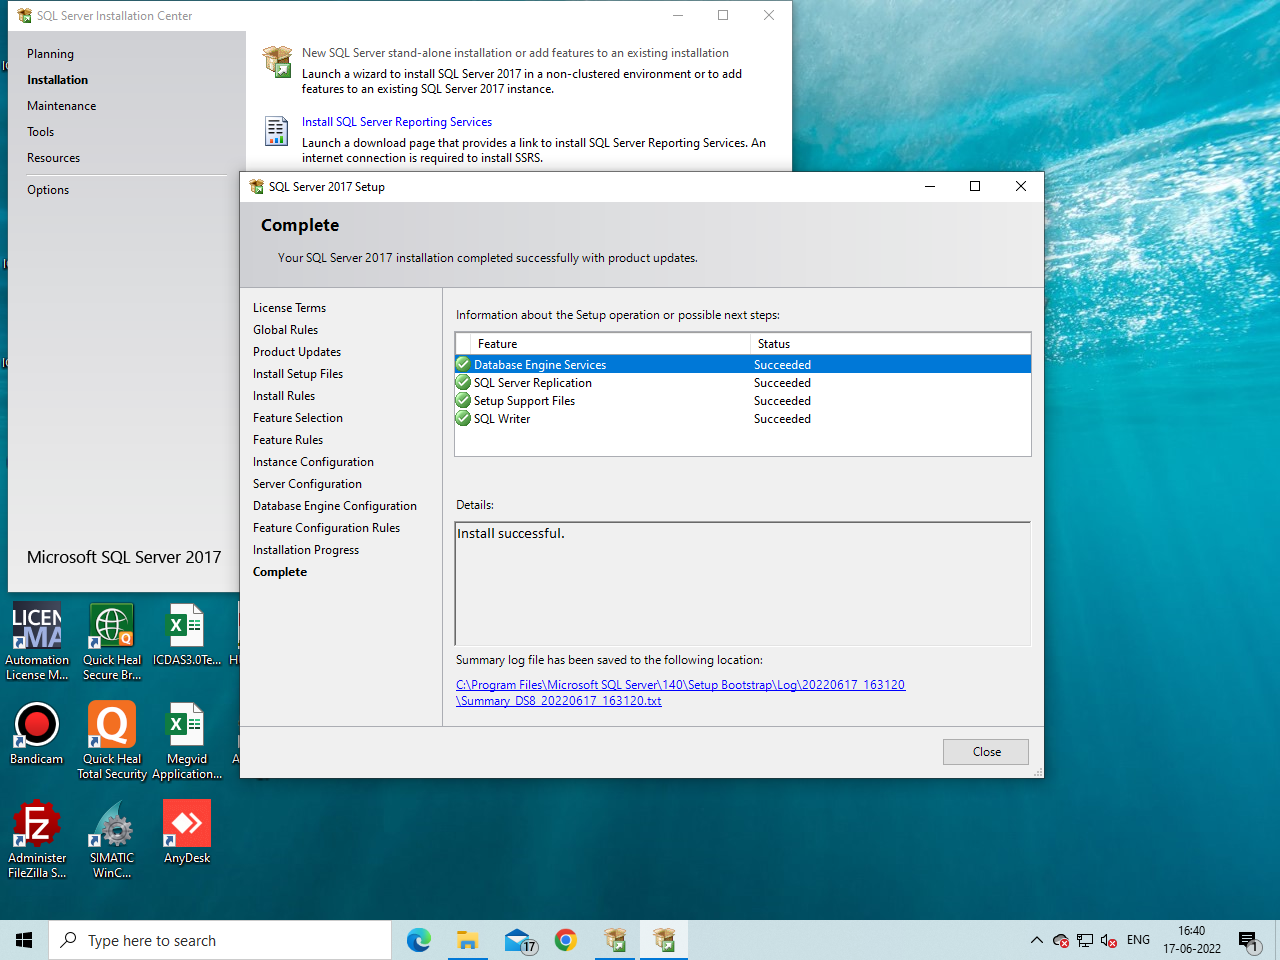 SQL Server Installation Center
Planning
Installation
Maintenance
Tools
Resources
Options
New SQL Server stand-alone installation or add features to an existing installation
Launch a wizard to install SQL Server 2017 in a non-clustered environment or to add
features to an existing SQL Server 2017 instance.
Install SQL Server Reporting Services
Launch a download page that provides a link to install SQL Server Reporting Services. An
internet connection is required to install SSRS.
Microsoft SQL Server 2017
SQL Server 2017 Setup
Complete
Your SQL Server 2017 installation completed successfully with product updates.
License Terms
Global Rules
Product Updates
Install Setup Files
Install Rules
Feature Selection
Feature Rules
Instance Configuration
Server Configuration
Database Engine Configuration
Feature Configuration Rules
Installation Progress
Complete
Information about the Setup operation or possible next steps:
Feature Status
Database Engine Services Succeeded
SQL Server Replication Succeeded
Setup Support Files Succeeded
SQL Writer Succeeded
Details:
Install successful.
Summary log file has been saved to the following location:
C:\Program Files\Microsoft SQL Server\140\Setup Bootstrap\Log\20220617_163120
\Summary_DS8_20220617_163120.txt
Close
Automation
License M...
Quick Heal
Secure Br...
ICDAS3.0Te...
Bandicam
Quick Heal
Total Security
Megvid
Application...
Administer
FileZilla S...
SIMATIC
WinC...
AnyDesk
Type here to search
17
ENG
16:40
17-06-2022
1